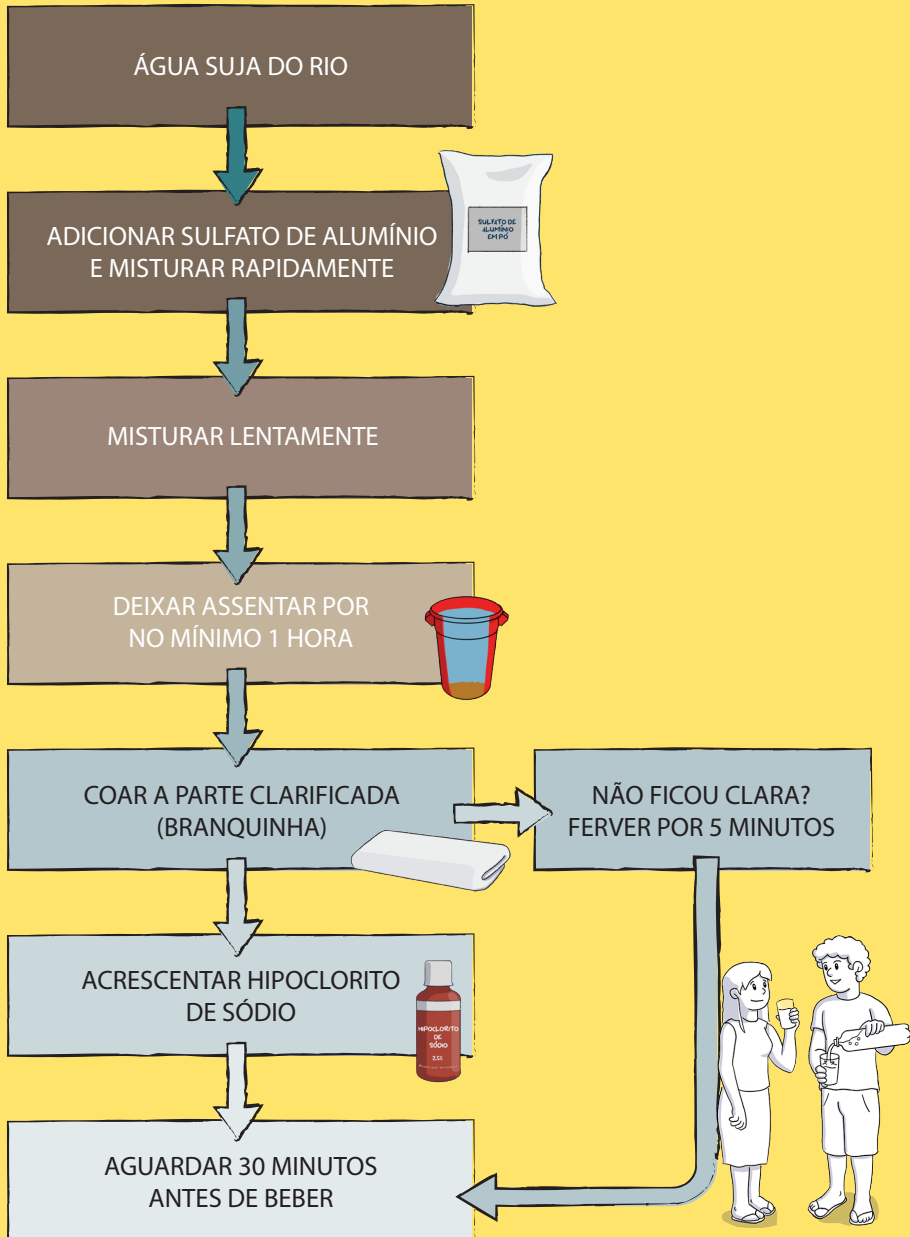 ÁGUA SUJA DO RIO
ADICIONAR SULFATO DE ALUMÍNIO
E MISTURAR RAPIDAMENTE
SULFATO DE
ALUMÍNIO
EM PÓ
MISTURAR LENTAMENTE
DEIXAR ASSENTAR POR
NO MÍNIMO 1 HORA
COAR A PARTE CLARIFICADA
(BRANQUINHA)
NÃO FICOU CLARA?
FERVER POR 5 MINUTOS
ACRESCENTAR HIPOCLORITO
DE SÓDIO
HIPOCLORITO
DE
SÓDIO
2,5%
AGUARDAR 30 MINUTOS
ANTES DE BEBER